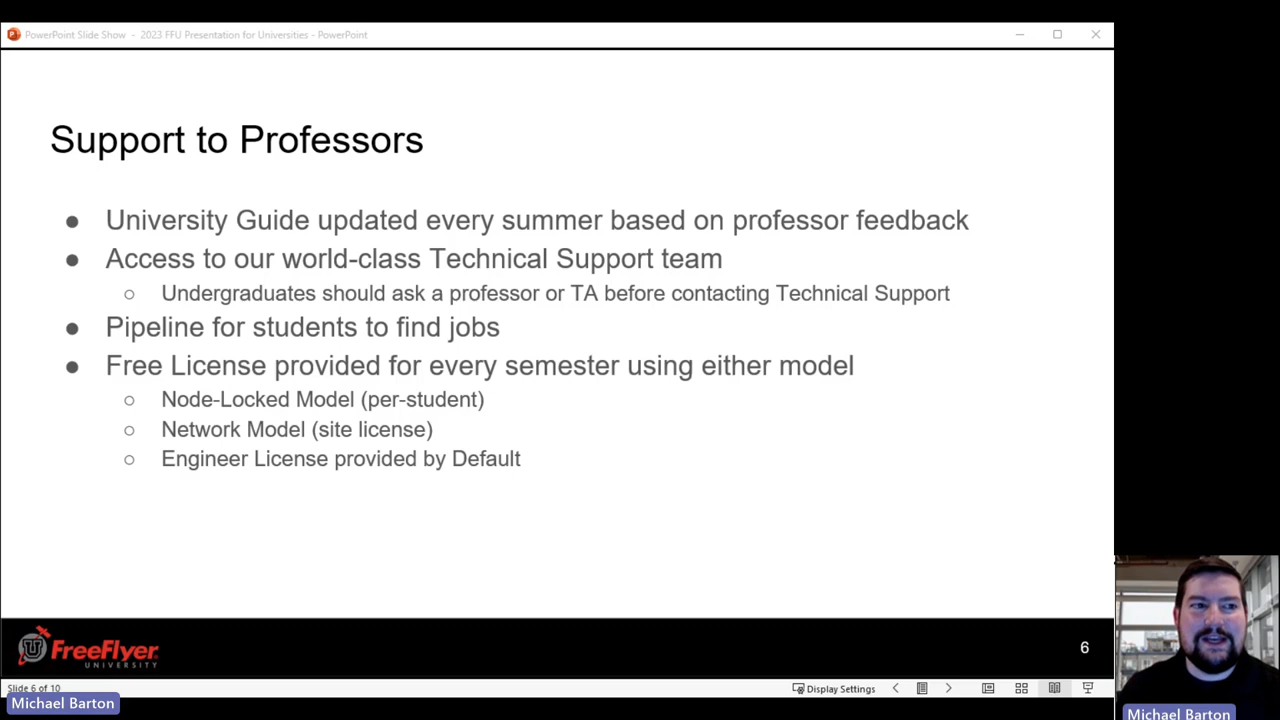 PowerPoint Slide Show - 2023 FFU Presentation for Universities - PowerPoint
Support to Professors
● University Guide updated every summer based on professor feedback
● Access to our world-class Technical Support team
○ Undergraduates should ask a professor or TA before contacting Technical Support
● Pipeline for students to find jobs
● Free License provided for every semester using either model
○ Node-Locked Model (per-student)
○ Network Model (site license)
○ Engineer License provided by Default
U FreeFlyer
UNIVERSITY
6
Slide 6 of 10
Display Settings
Michael Barton
Michael Barton